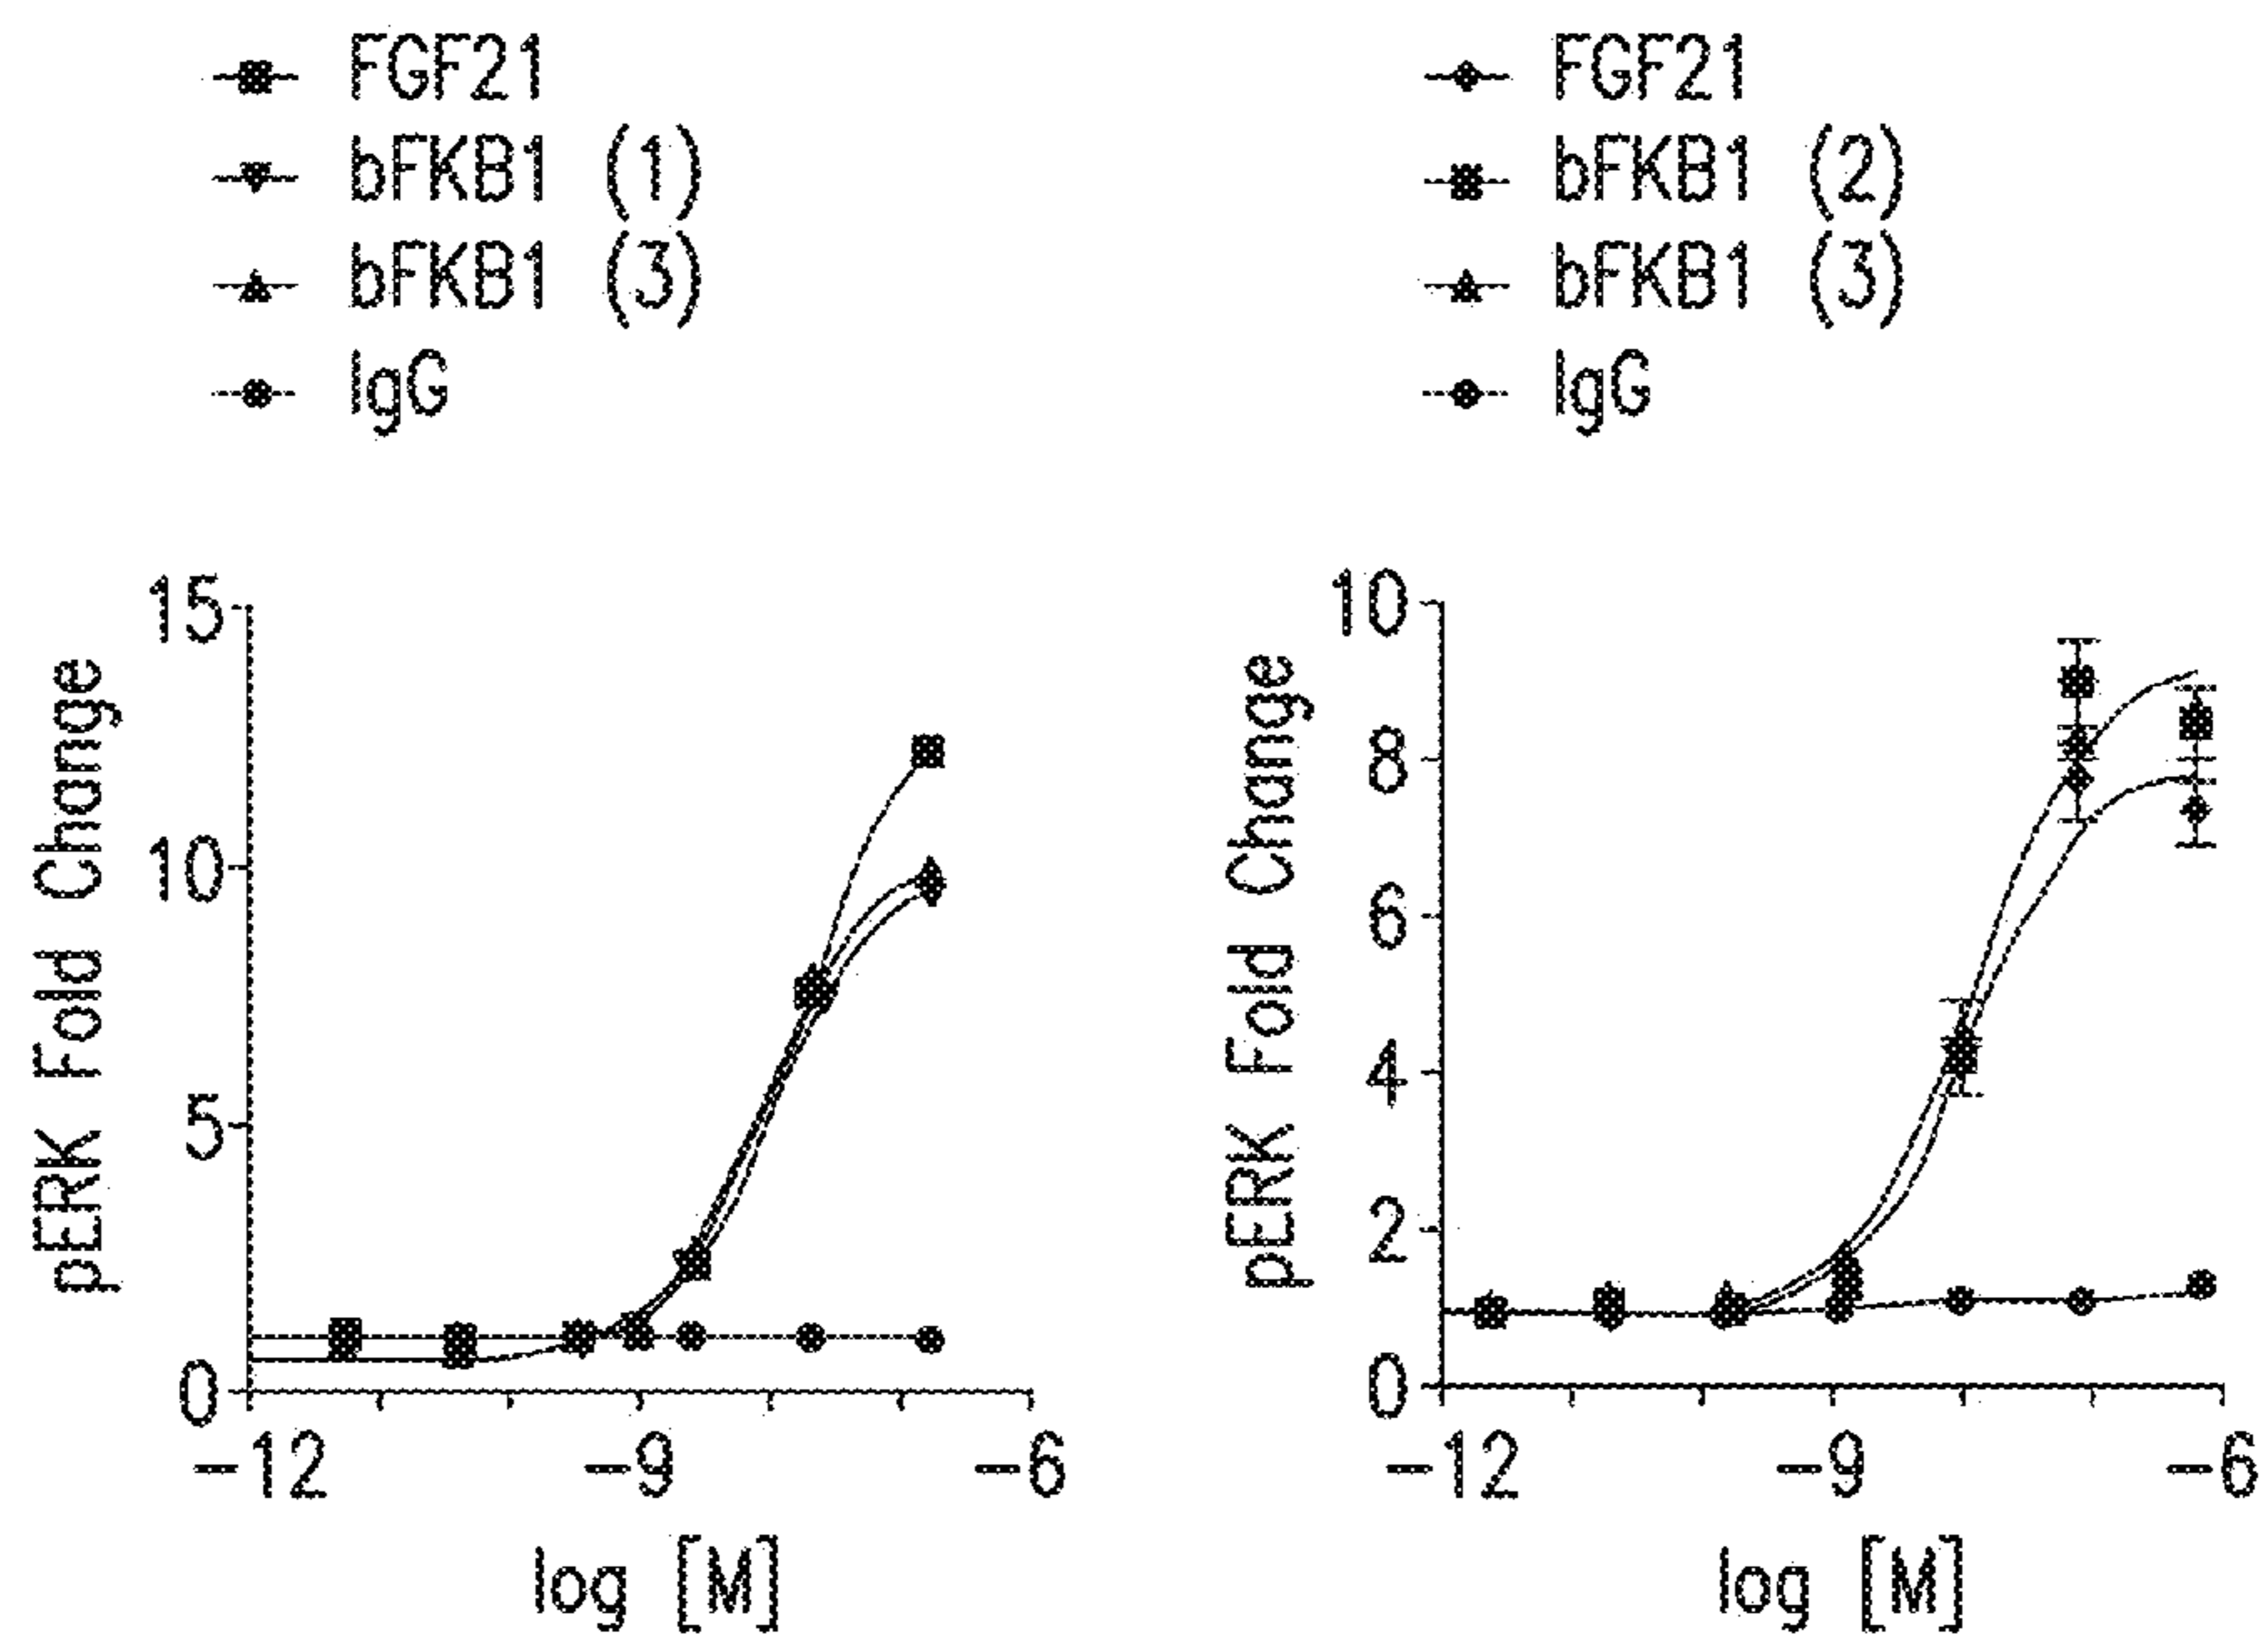 FGF21
bFKB1 (1)
bFKB1 (3)
IgG
15
10
5
0
-12
-9
-6
pERK Fold Change
log [M]
FGF21
bFKB1 (2)
bFKB1 (3)
IgG
10
8
6
4
2
0
-12
-9
-6
pERK Fold Change
log [M]